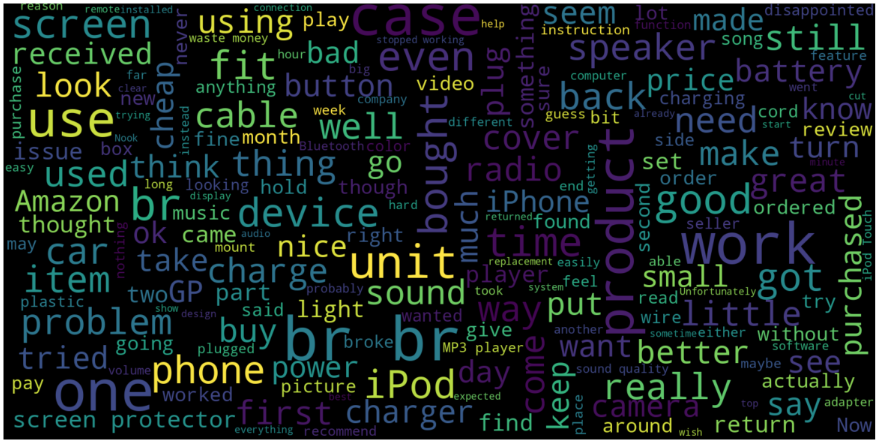 reason remote installed
screen
received
look
use
used
issue
new
box
Amazon
thought
br
think
thing
cheap
fit
using
play
never
waste money
hour
bad
anything
button
cable
fine
month
week
well
video
case
even
stopped working
big
company
connection
help
plug
something
sure
seem
instruction
speaker
back
guess
bit
different
cover
radio
bought
go
iPhone
much
though
color
Bluetooth
looking
hold
device
music
right
came
mount
audio
display
long
easy
Nook
trying
clear
far
purchase
instead
may
nothing
car
ok
take
nice
item
two
GP
charge
plastic
show
design
going
problem
tried
pay
one
volume
worked
phone
plugged
buy
part
said
light
probably
power
picture
broke
wanted
unit
sound
br br
iPod
first
charger
best
expected
screen protector
everything
recommend
day
give
MP3 player
player
took
system
replacement
returned
hard
end
getting
found
feel
easily
time
way
come
keep
find
put
product
wire
read
small
second
side
set
make
need
price
lot
made
song
disappointed
still
feature
function
computer
charging
battery
cord
went
cut
already
start
know
review
turn
minute
great
order
ordered
good
seller
work
able
Unfortunately
got
little
try
iPod Touch
purchased
want
another
sometime
either
without
software
better
see
sound quality
maybe
actually
place
really
say
adapter
camera
top
around
wish
return
Now